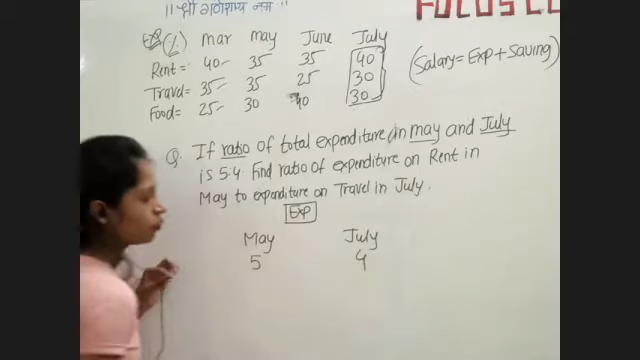 ।। श्री गणेशाय नमः ।।
FOCUS
Exp (%) mar may June July
Rent = 40 35 35 40
Travel = 35 35 25 30
Food = 25 30 40 30
(Salary = Exp + Saving)
Q. If ratio of total expenditure in may and July
is 5:4 Find ratio of expenditure on Rent in
May to expenditure on Travel in July.
Exp
May July
5 4